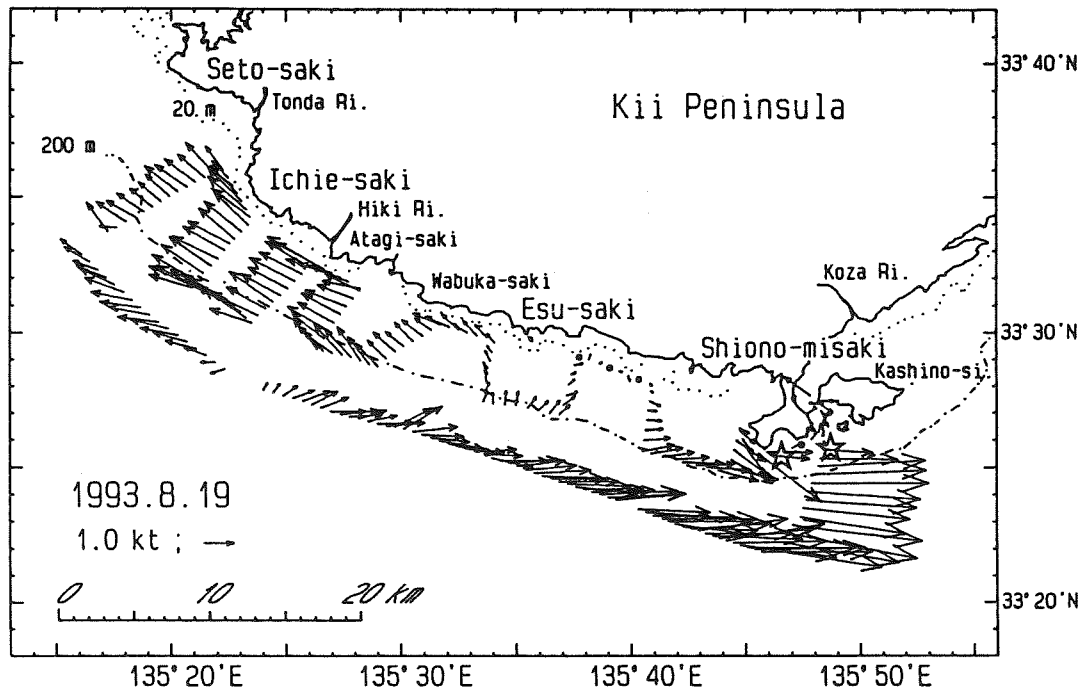 33°40'N
Seto-saki
Tonda Ri.
20. m
Kii Peninsula
200 m
Ichie-saki
Hiki Ri.
Atagi-saki
Wabuka-saki
Koza Ri.
Esu-saki
33°30'N
Shiono-misaki
Kashino-si.
1993.8.19
1.0 kt ;
0 10 20 km
33°20'N
135°20'E 135°30'E 135°40'E 135°50'E